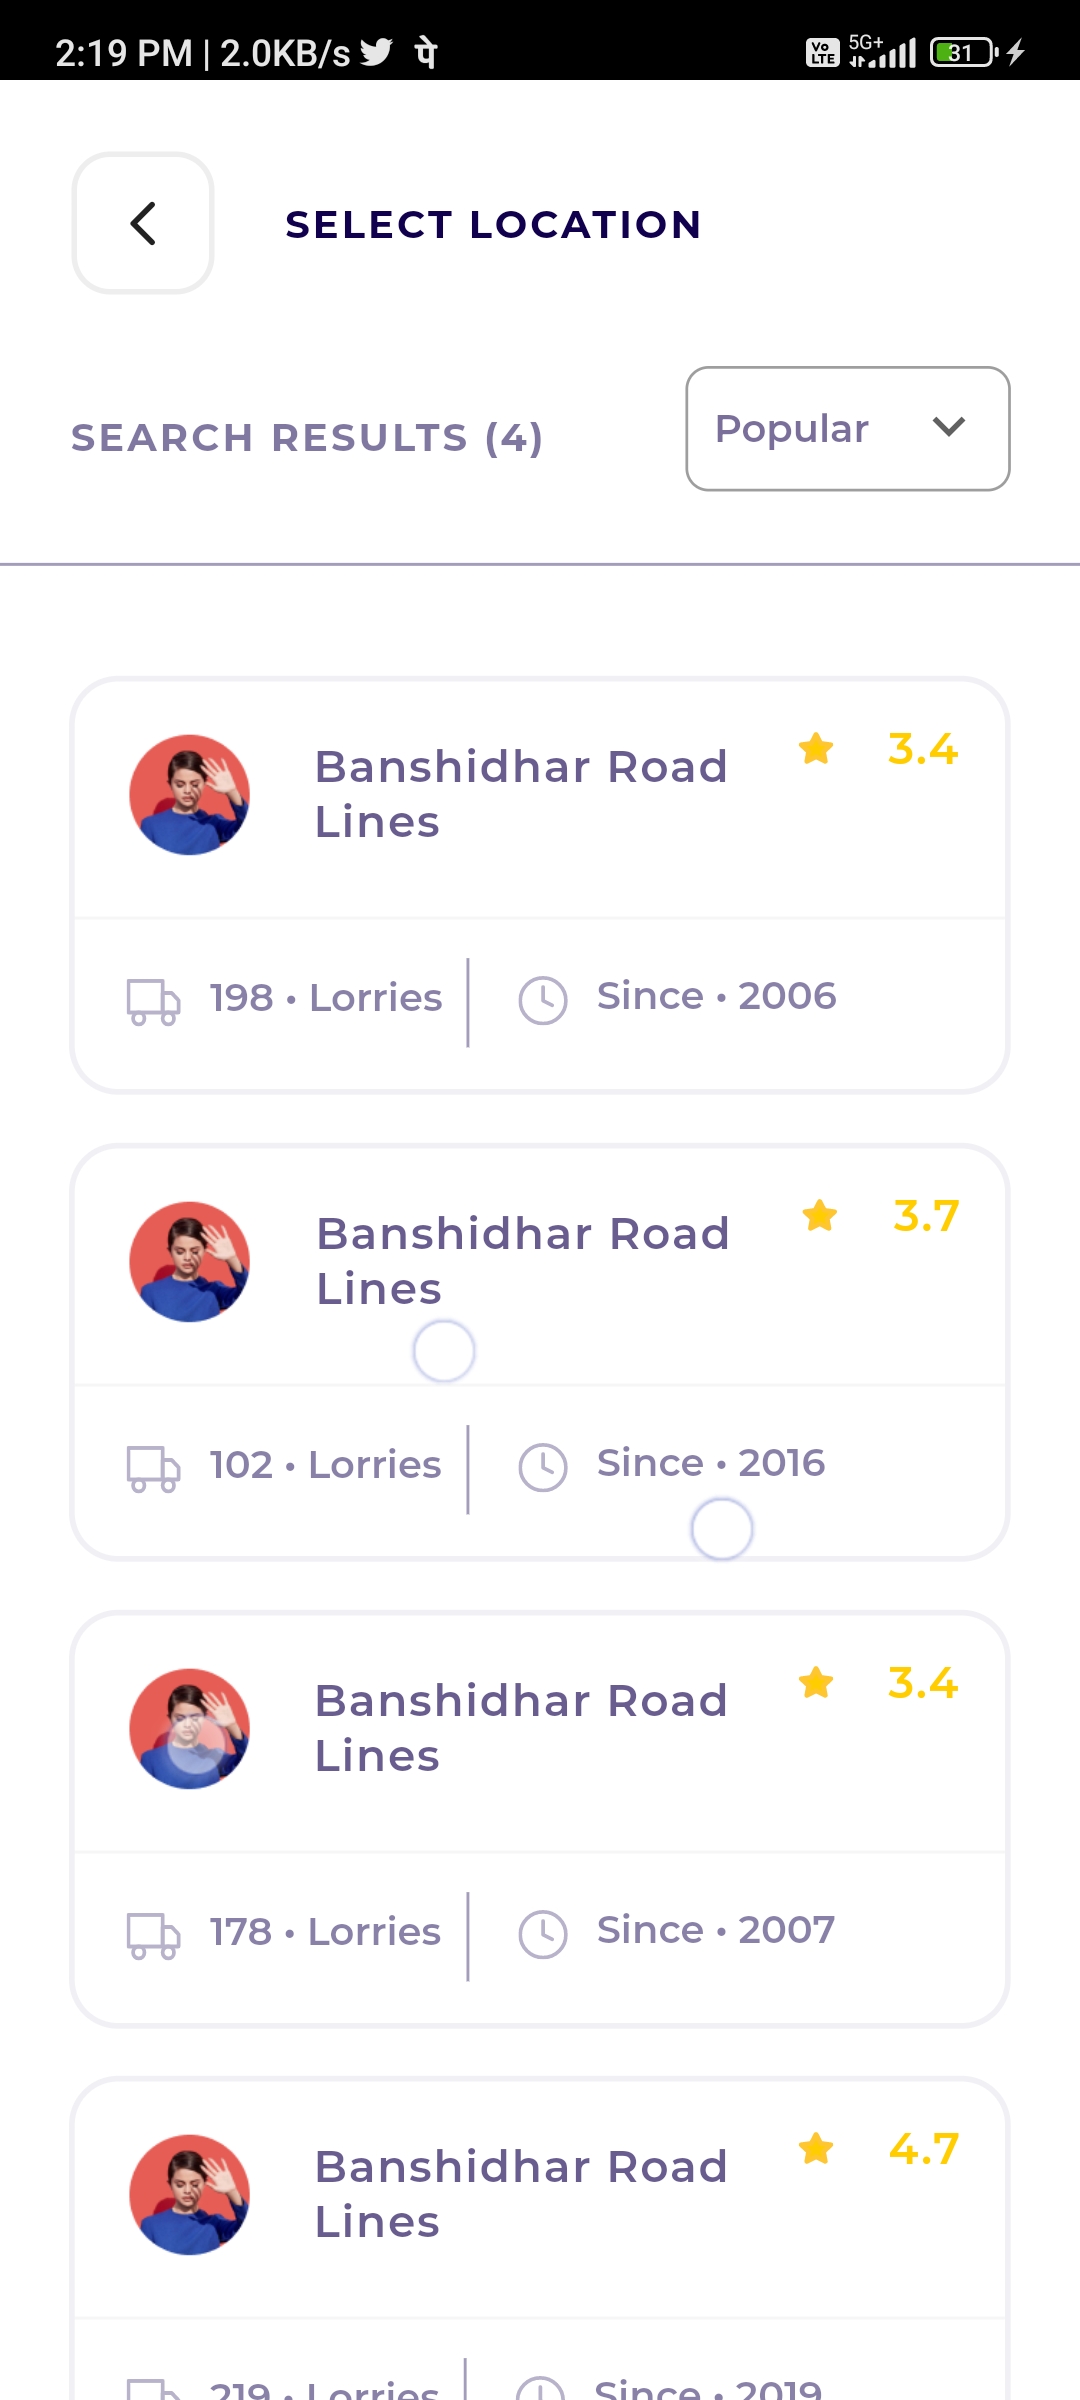 2:19 PM | 2.0KB/s पे Vo LTE 5G+ 31
SELECT LOCATION
SEARCH RESULTS (4)
Popular
Banshidhar Road
Lines
3.4
198 • Lorries
Since • 2006
Banshidhar Road
Lines
3.7
102 • Lorries
Since • 2016
Banshidhar Road
Lines
3.4
178 • Lorries
Since • 2007
Banshidhar Road
Lines
4.7
219 • Lorries
Since • 2019